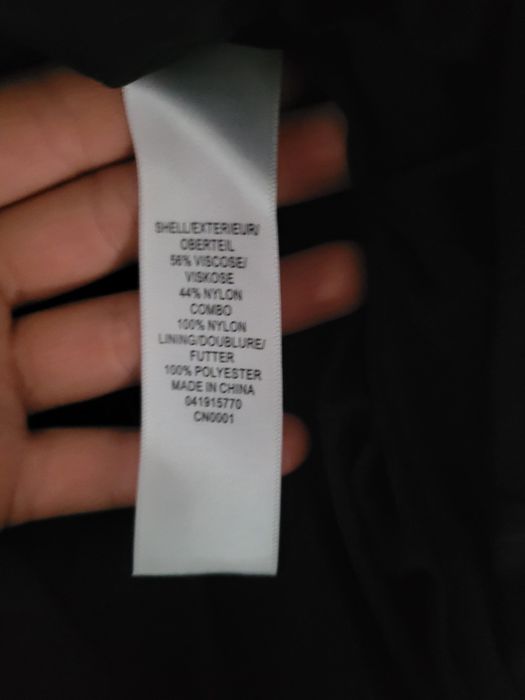 SHELL/EXTERIEUR/
OBERTEIL
56% VISCOSE/
VISKOSE
44% NYLON
COMBO
100% NYLON
LINING/DOUBLURE/
FUTTER
100% POLYESTER
MADE IN CHINA
041915770
CN0001